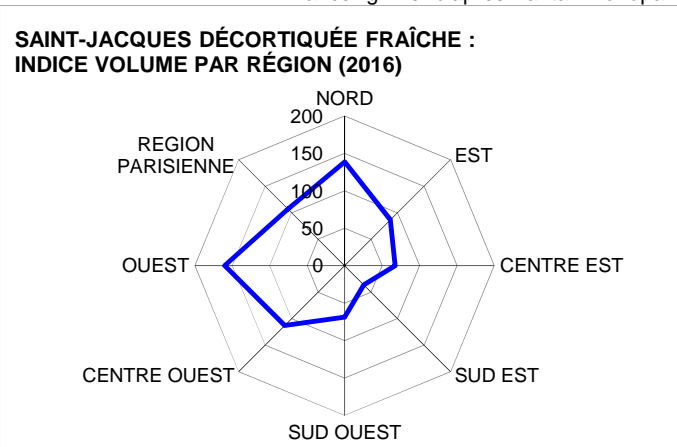 SAINT-JACQUES DÉCORTIQUÉE FRAÎCHE :
INDICE VOLUME PAR RÉGION (2016)
NORD
200
REGION
PARISIENNE
150
EST
100
50
OUEST
0
CENTRE EST
CENTRE OUEST
SUD EST
SUD OUEST